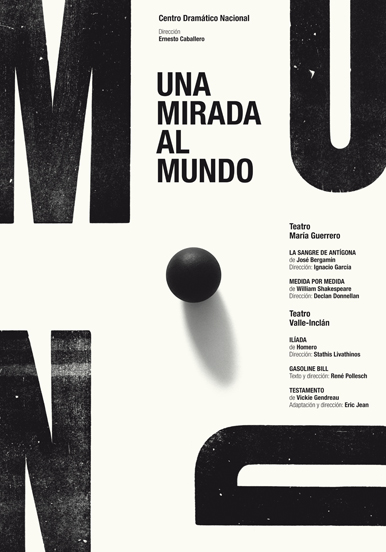 M U
Centro Dramático Nacional
Dirección
Ernesto Caballero
UNA
MIRADA
AL
MUNDO
Teatro
María Guerrero
LA SANGRE DE ANTÍGONA
de José Bergamín
Dirección: Ignacio García
MEDIDA POR MEDIDA
de William Shakespeare
Dirección: Declan Donnellan
Teatro
Valle-Inclán
ILÍADA
de Homero
Dirección: Stathis Livathinos
GASOLINE BILL
Texto y dirección: René Pollesch
TESTAMENTO
de Vickie Gendreau
Adaptación y dirección: Eric Jean
N D